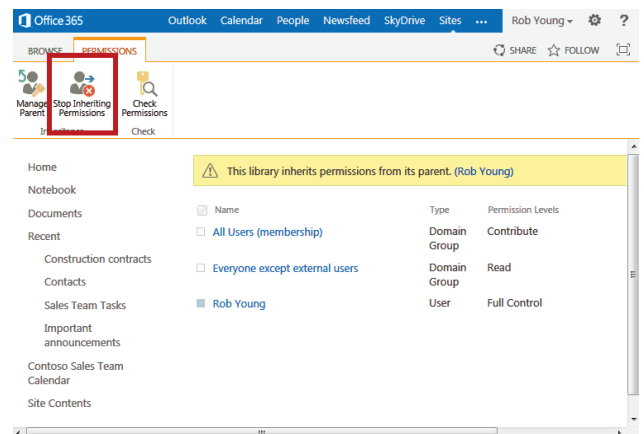 Office 365 Outlook Calendar People Newsfeed SkyDrive Sites ••• Rob Young ?
BROWSE PERMISSIONS SHARE FOLLOW
Manage Stop Inheriting Check
Parent Permissions Permissions
Inheritance Check
Home
Notebook
Documents
Recent
Construction contracts
Contacts
Sales Team Tasks
Important
announcements
Contoso Sales Team
Calendar
Site Contents
This library inherits permissions from its parent. (Rob Young)
Name Type Permission Levels
All Users (membership) Domain Contribute
Group
Everyone except external users Domain Read
Group
Rob Young User Full Control